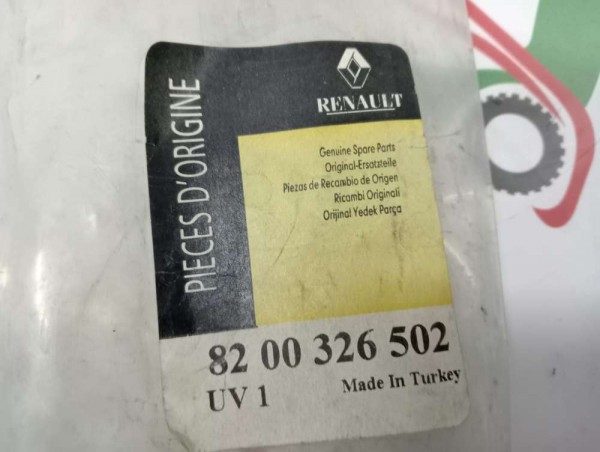 PIECES D'ORIGINE
RENAULT
Genuine Spare Parts
Original-Ersatzteile
Piezas de Recambio de Origen
Ricambi Originali
Orijinal Yedek Parça
82 00 326 502
UV 1
Made In Turkey